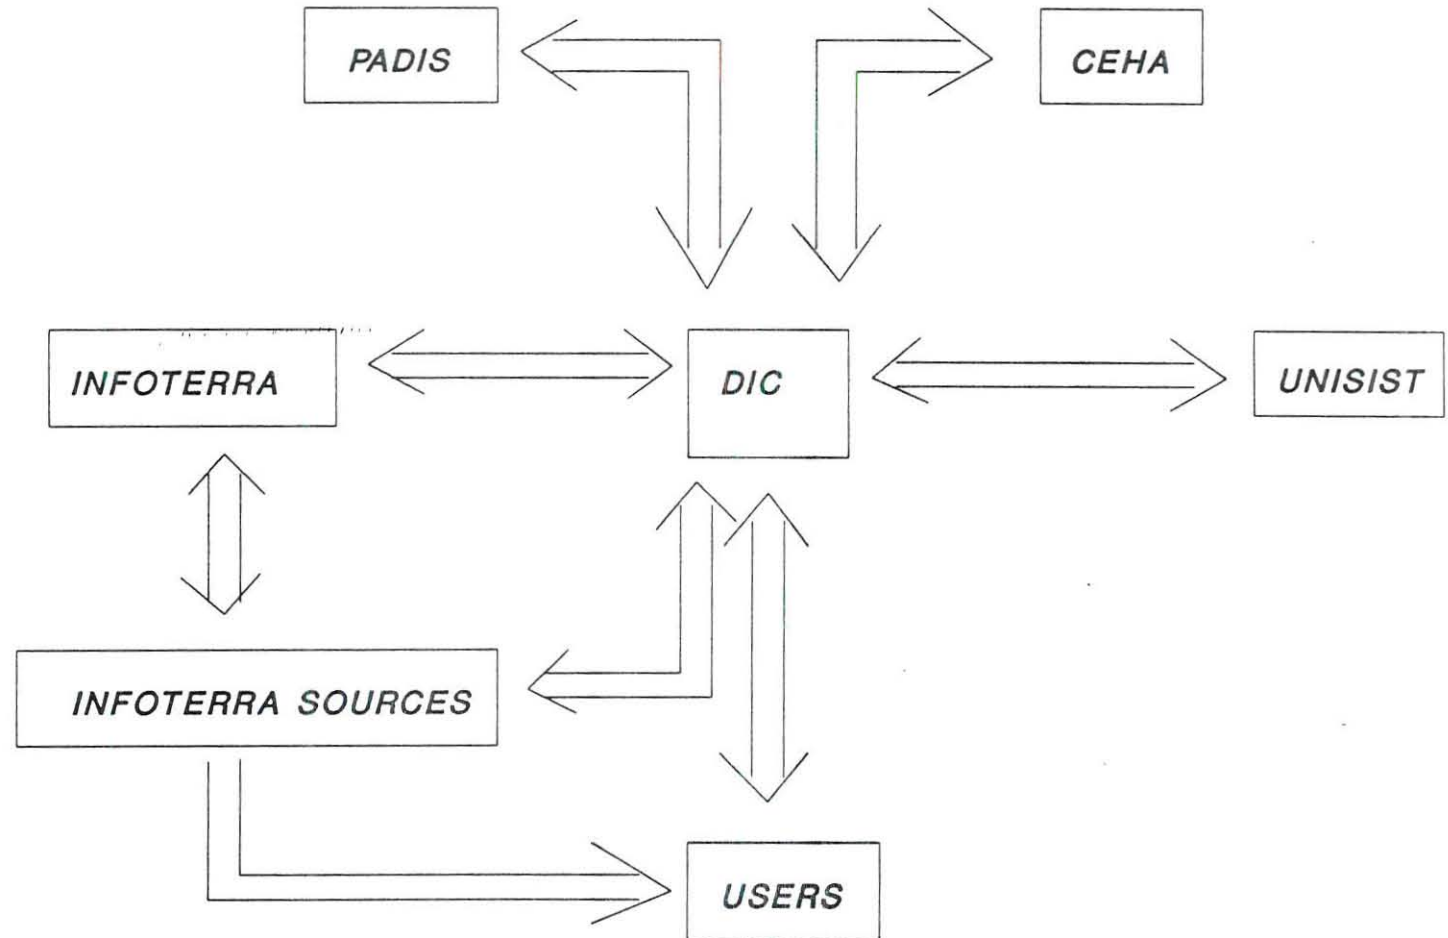 PADIS
CEHA
INFOTERRA
DIC
UNISIST
INFOTERRA SOURCES
USERS